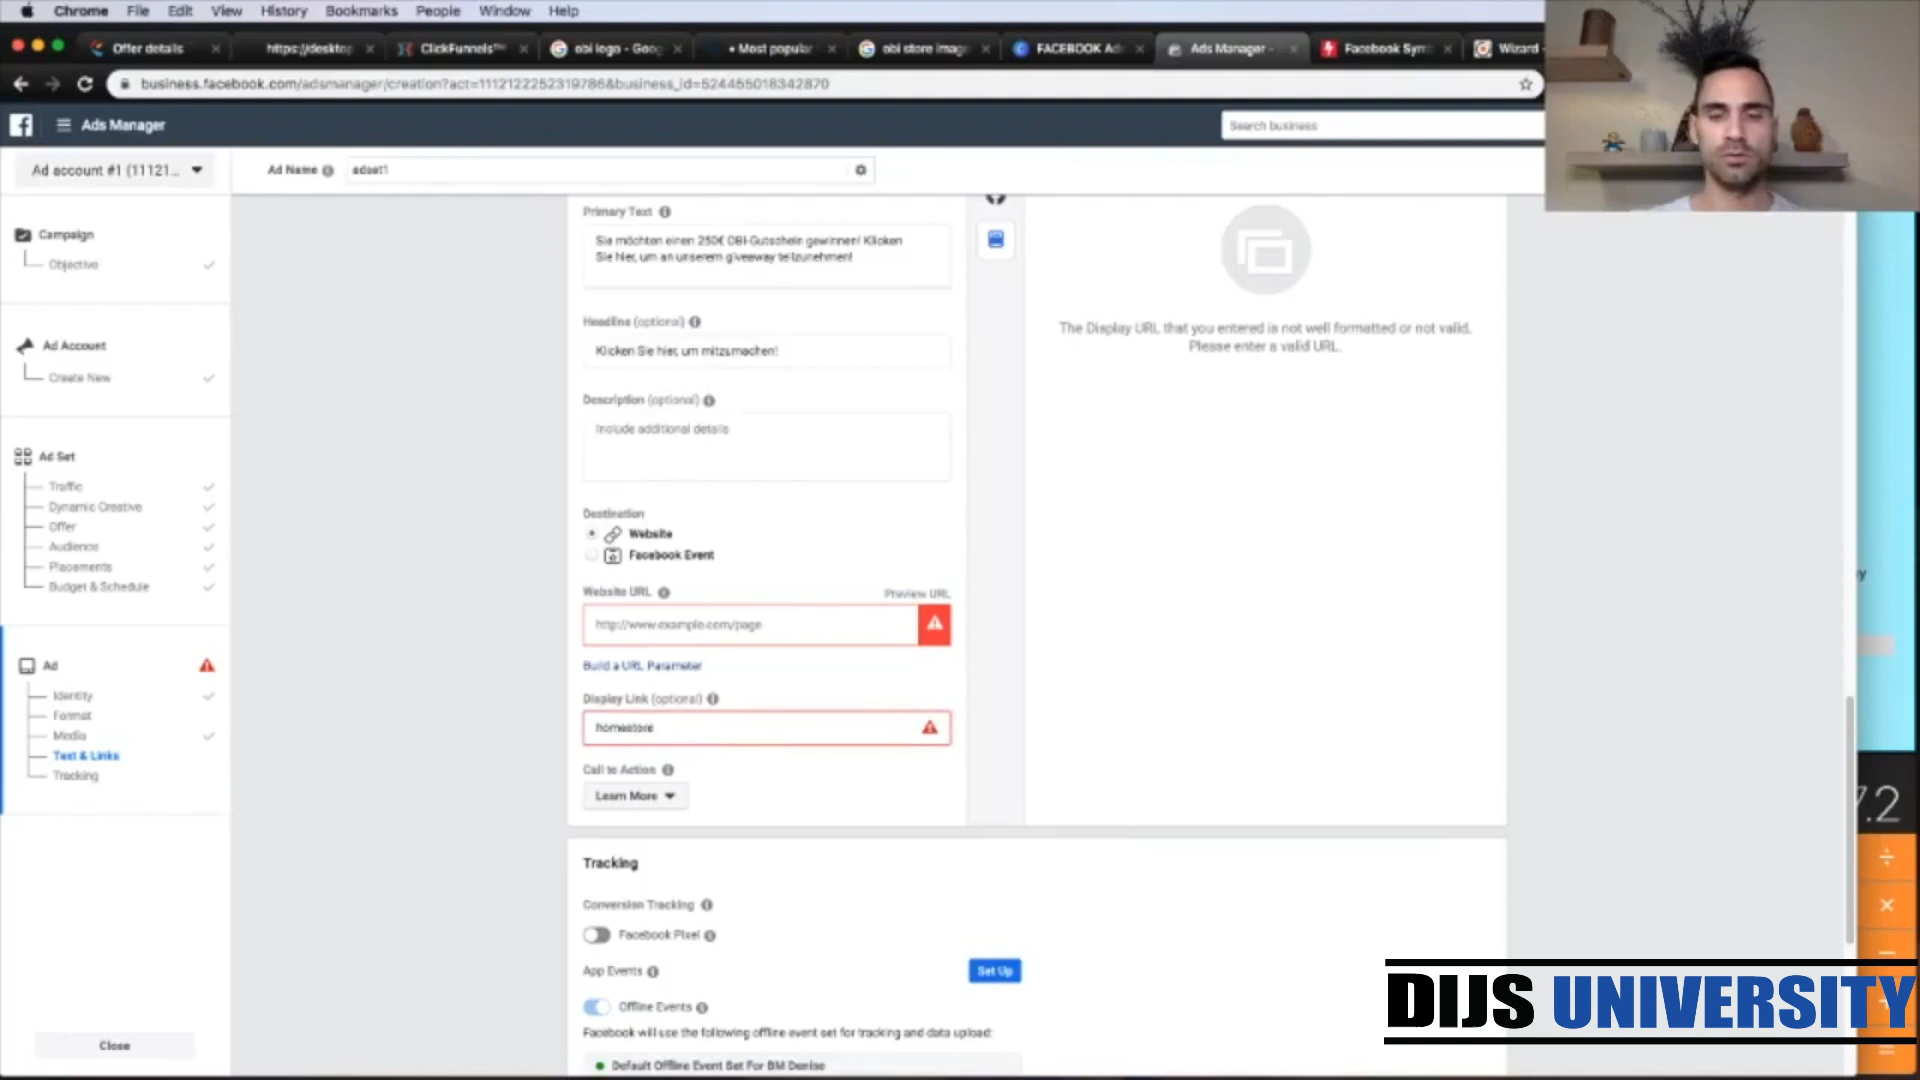 Chrome File Edit View History Bookmarks People Window Help
Offer details
https://desktop
ClickFunnels™
obi logo - Goog
+ Most popular
obi store imag
FACEBOOK Ad
Ads Manager -
Facebook Sym
Wizard
business.facebook.com/adsmanager/creation?act=1112122252319786&business_id=524455018342870
Ads Manager
Search business
Ad account #1 (11121...
Ad Name
adset1
Campaign
Objective
Ad Account
Create New
Ad Set
Traffic
Dynamic Creative
Offer
Audience
Placements
Budget & Schedule
Ad
Identity
Format
Media
Text & Links
Tracking
Close
Primary Text
Sie möchten einen 250€ OBI-Gutschein gewinnen! Klicken
Sie hier, um an unserem giveeway teilzunehmen!
Headline (optional)
Klicken Sie hier, um mitzumachen!
Description (optional)
Include additional details
Destination
Website
Facebook Event
Website URL
Preview URL
http://www.example.com/page
Build a URL Parameter
Display Link (optional)
homestore
Call to Action
Learn More
The Display URL that you entered is not well formatted or not valid.
Please enter a valid URL.
Tracking
Conversion Tracking
Facebook Pixel
App Events
Set Up
Offline Events
Facebook will use the following offline event set for tracking and data upload:
Default Offline Event Set For BM Denise
7.2
÷
×
DIJS UNIVERSITY